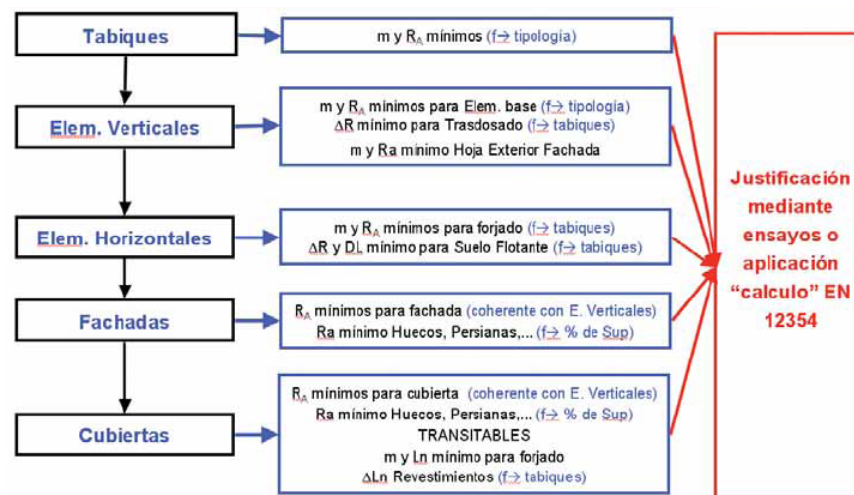 Tabiques
m y RA mínimos (f→ tipología)
Elem. Verticales
m y RA mínimos para Elem. base (f→ tipología)
ΔR mínimo para Trasdosado (f→ tabiques)
m y Ra mínimo Hoja Exterior Fachada
Elem. Horizontales
m y RA mínimos para forjado (f→ tabiques)
ΔR y DL mínimo para Suelo Flotante (f→ tabiques)
Fachadas
RA mínimos para fachada (coherente con E. Verticales)
Ra mínimo Huecos, Persianas,... (f→ % de Sup)
Cubiertas
RA mínimos para cubierta (coherente con E. Verticales)
Ra mínimo Huecos, Persianas,... (f→ % de Sup)
TRANSITABLES
m y Ln mínimo para forjado
ΔLn Revestimientos (f→ tabiques)
Justificación
mediante
ensayos o
aplicación
“calculo” EN
12354